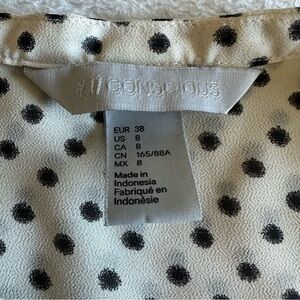 CONSCIOUS
EUR 38
US 8
CA 8
CN 165/88A
MX 8
Made in
Indonesia
Fabriqué en
Indonésie